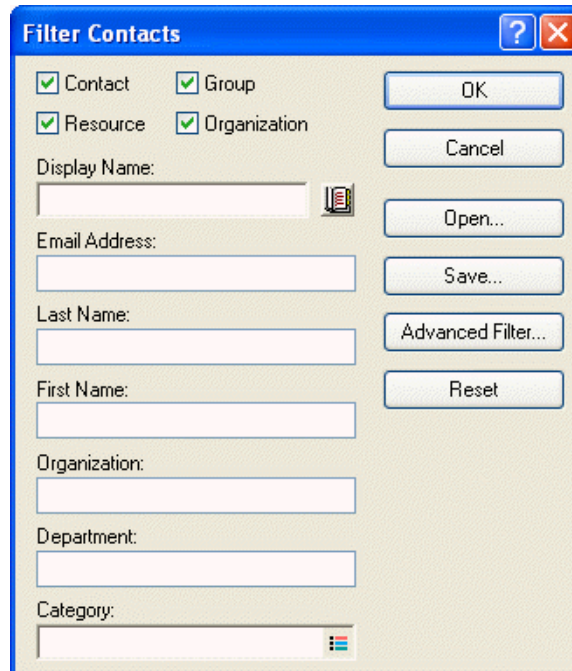 Filter Contacts
Contact
Group
Resource
Organization
Display Name:
Email Address:
Last Name:
First Name:
Organization:
Department:
Category:
OK
Cancel
Open...
Save...
Advanced Filter...
Reset